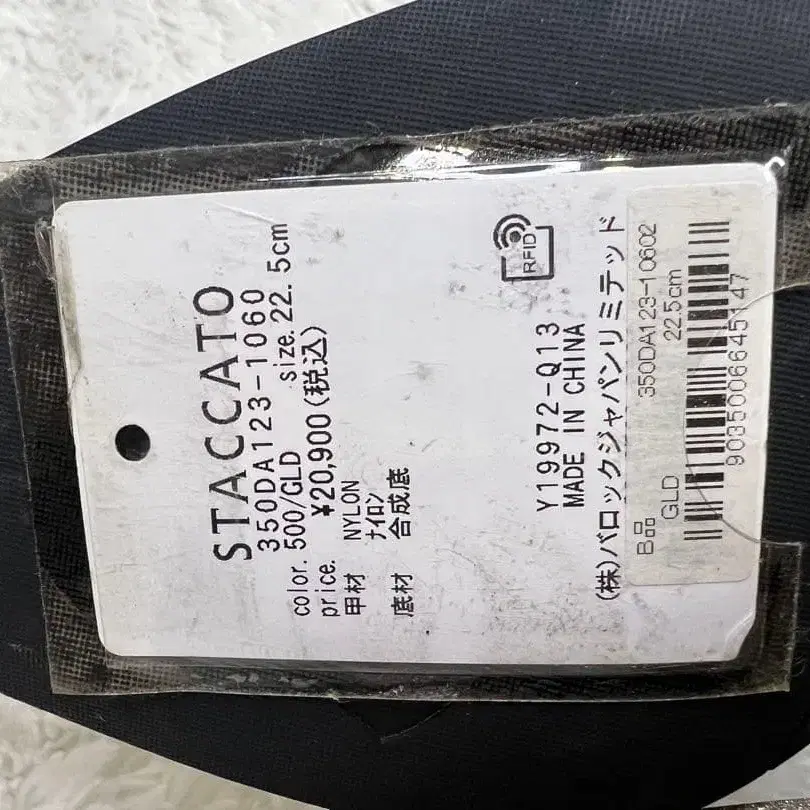 STACCATO
350DA123-1060
color. 500/GLD size. 22.5cm
price. ¥20,900(税込)
甲材 NYLON
ナイロン
底材 合成底
RFID
Y19972-Q13
MADE IN CHINA
(株)バロックジャパンリミテッド
B品 350DA123-10602
GLD 22.5cm
9035006645147